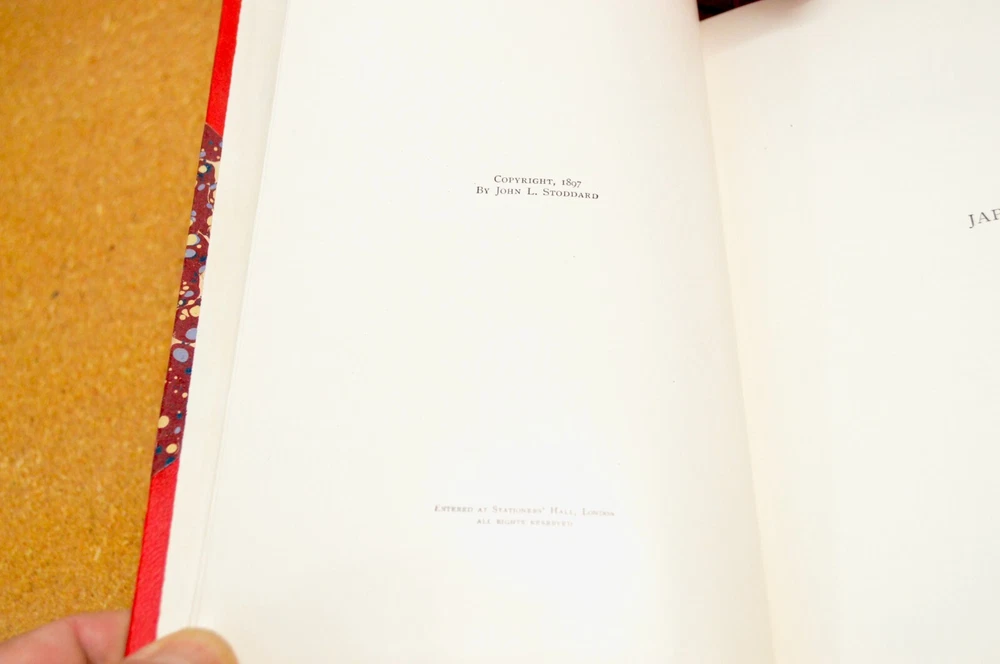 COPYRIGHT, 1897
BY JOHN L. STODDARD
ENTERED AT STATIONERS' HALL, LONDON
ALL RIGHTS RESERVED